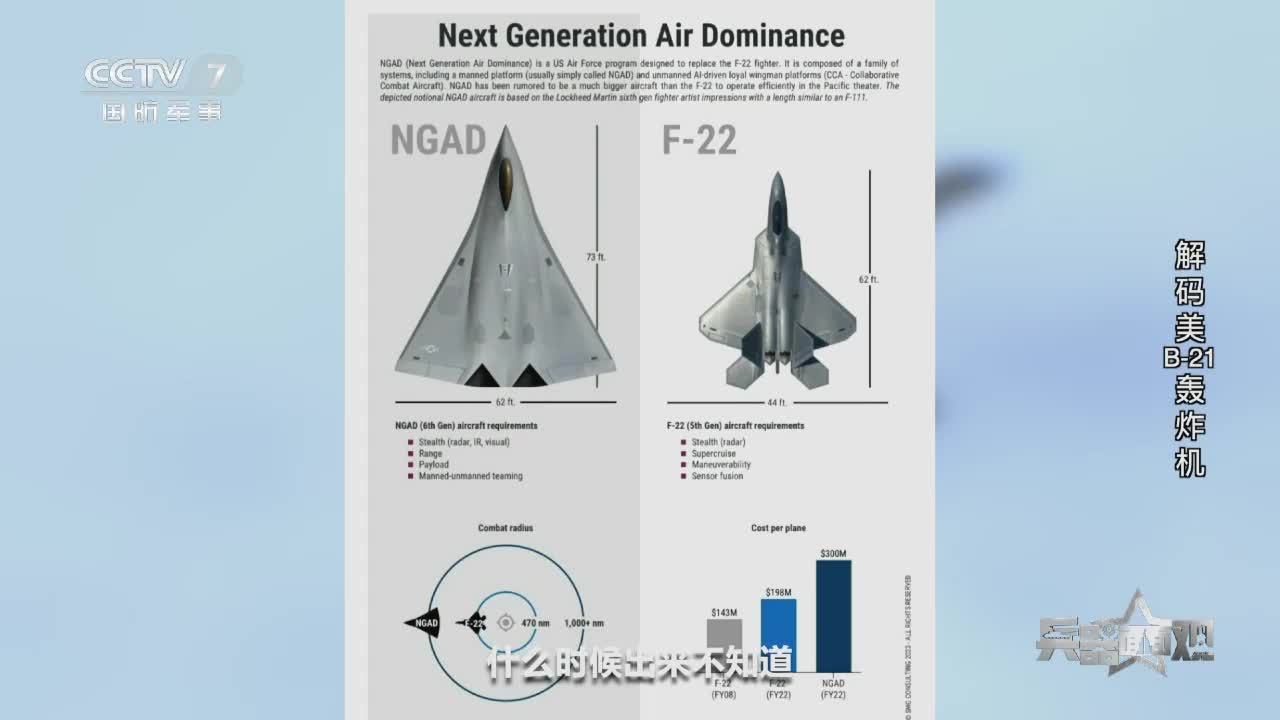 CCTV 7
国防军事
Next Generation Air Dominance
NGAD (Next Generation Air Dominance) is a US Air Force program designed to replace the F-22 fighter. It is composed of a family of
systems, including a manned platform (usually simply called NGAD) and unmanned AI-driven loyal wingman platforms (CCA - Collaborative
Combat Aircraft). NGAD has been rumored to be a much bigger aircraft than the F-22 to operate efficiently in the Pacific theater. The
depicted notional NGAD aircraft is based on the Lockheed Martin sixth gen fighter artist impressions with a length similar to an F-111.
NGAD
73 ft.
62 ft.
F-22
62 ft.
44 ft.
NGAD (6th Gen) aircraft requirements
Stealth (radar, IR, visual)
Range
Payload
Manned-unmanned teaming
F-22 (5th Gen) aircraft requirements
Stealth (radar)
Supercruise
Maneuverability
Sensor fusion
Combat radius
NGAD
F-22
470 nm
1,000+ nm
Cost per plane
$143M
$198M
$300M
F-22
(FY08)
F-22
(FY22)
NGAD
(FY22)
© SMG CONSULTING 2023 - ALL RIGHTS RESERVED
什么时候出来不知道
解码美B-21轰炸机
兵器面面观